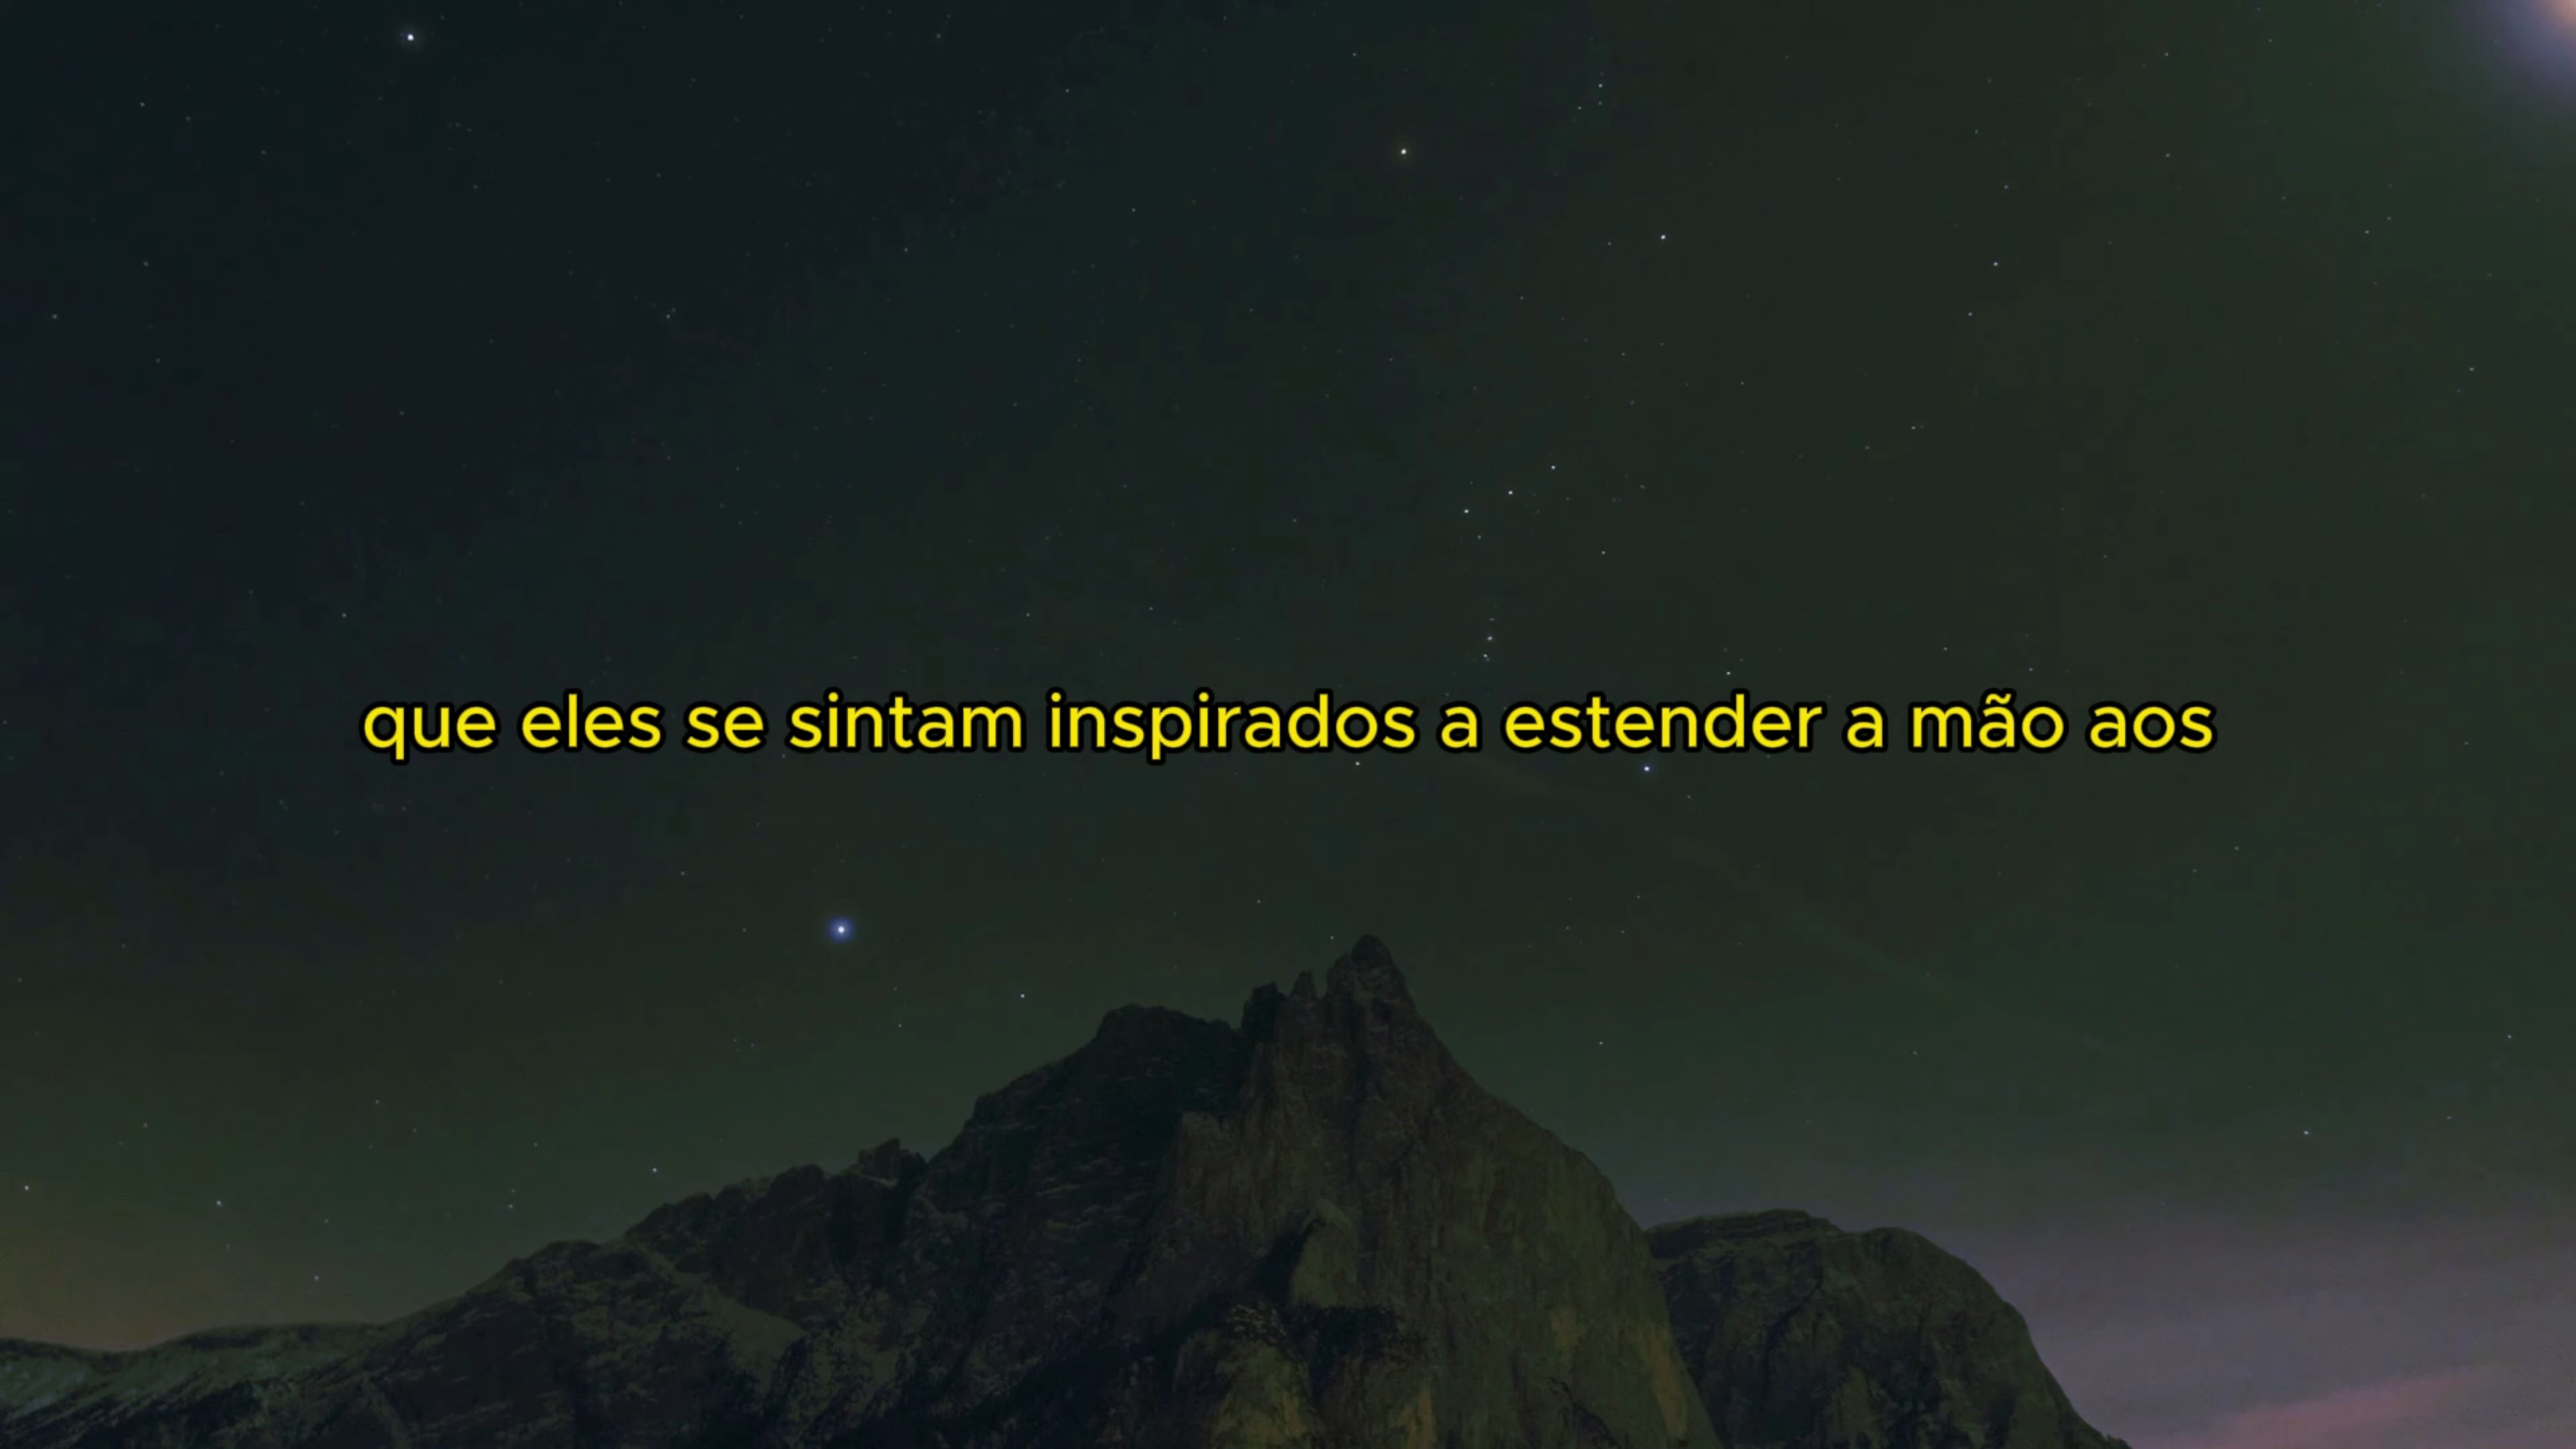 que eles se sintam inspirados a estender a mão aos